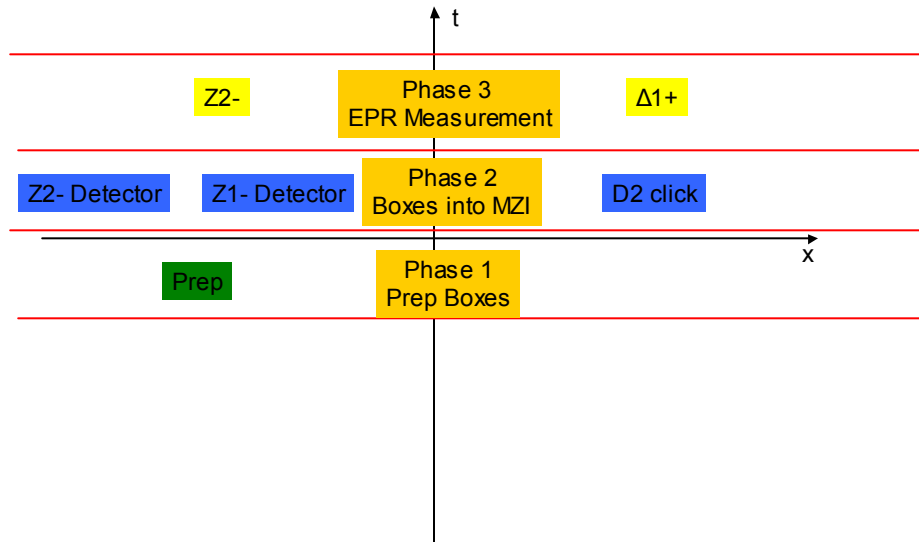 t
Z2-
Phase 3
EPR Measurement
Δ1+
Z2- Detector
Z1- Detector
Phase 2
Boxes into MZI
D2 click
x
Prep
Phase 1
Prep Boxes